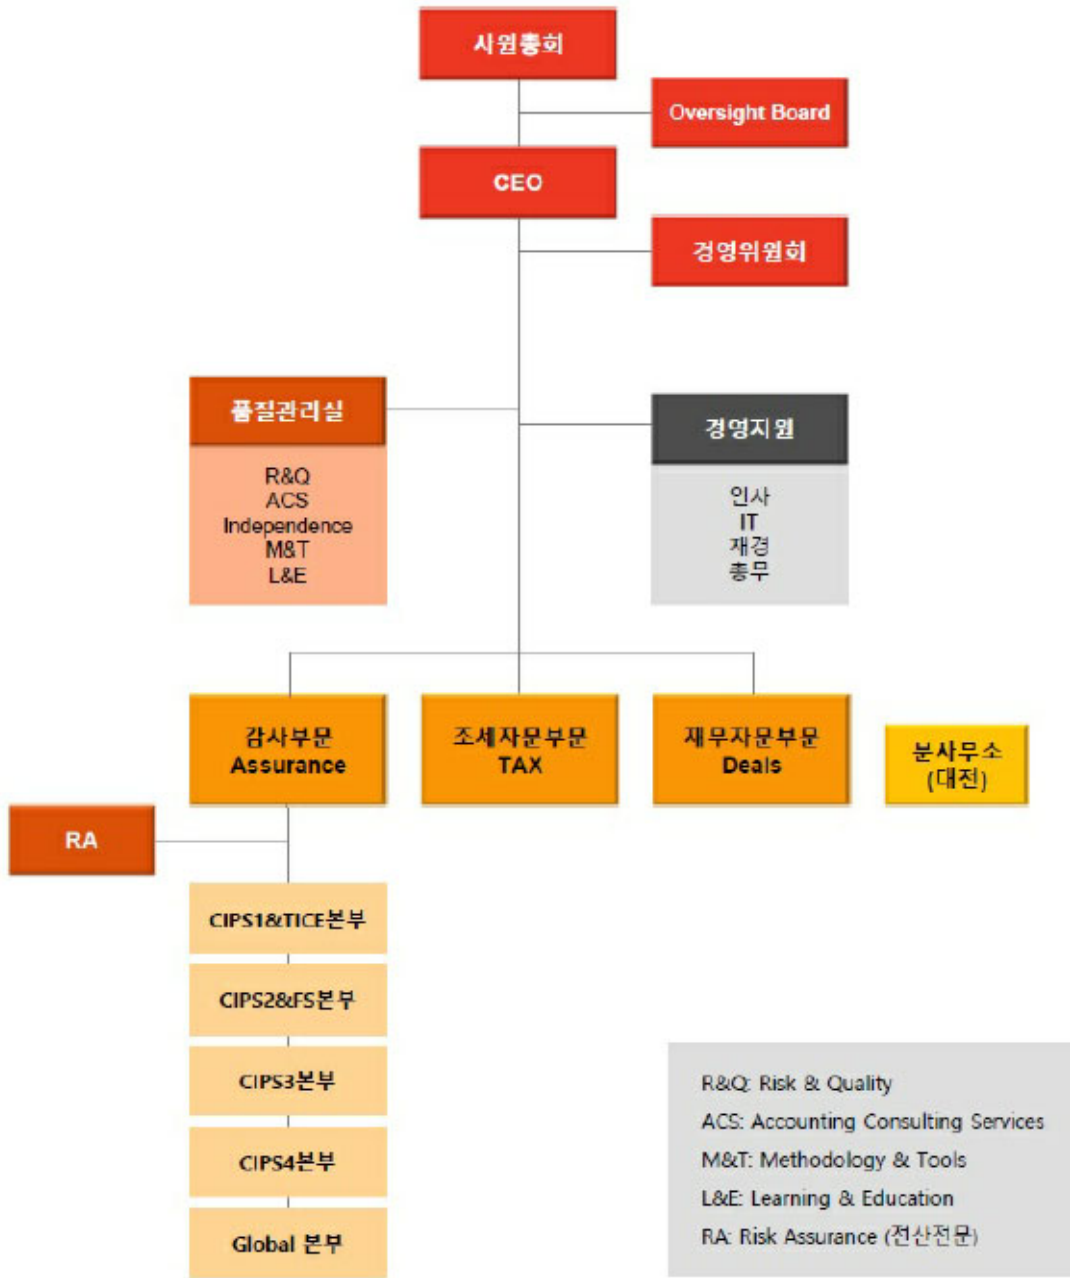 사원총회
Oversight Board
CEO
경영위원회
품질관리실
R&Q
ACS
Independence
M&T
L&E
경영지원
인사
IT
재경
총무
감사부문
Assurance
조세자문부문
TAX
재무자문부문
Deals
분사무소
(대전)
RA
CIPS1&TICE본부
CIPS2&FS본부
CIPS3본부
CIPS4본부
Global 본부
R&Q: Risk & Quality
ACS: Accounting Consulting Services
M&T: Methodology & Tools
L&E: Learning & Education
RA: Risk Assurance (전산전문)